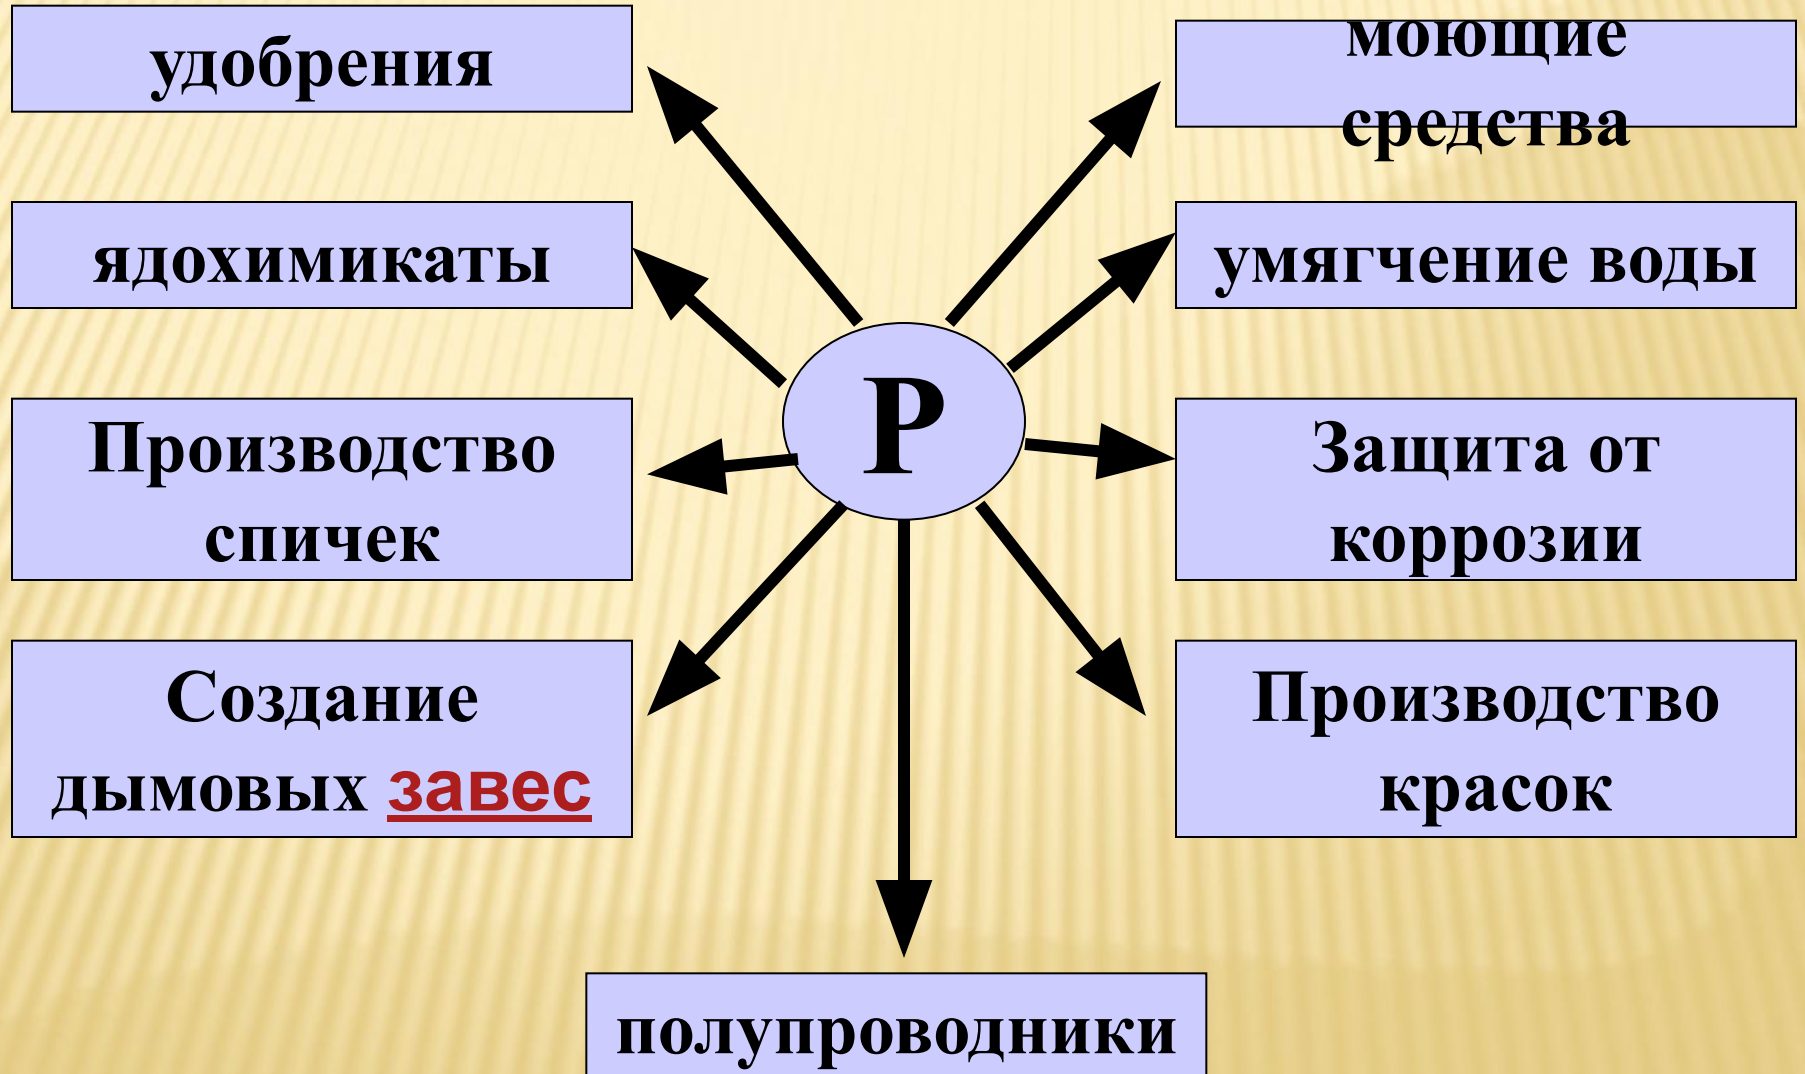 удобрения
моющие
средства
ядохимикаты
умягчение воды
Р
Производство
спичек
Защита от
коррозии
Создание
дымовых завес
Производство
красок
полупроводники